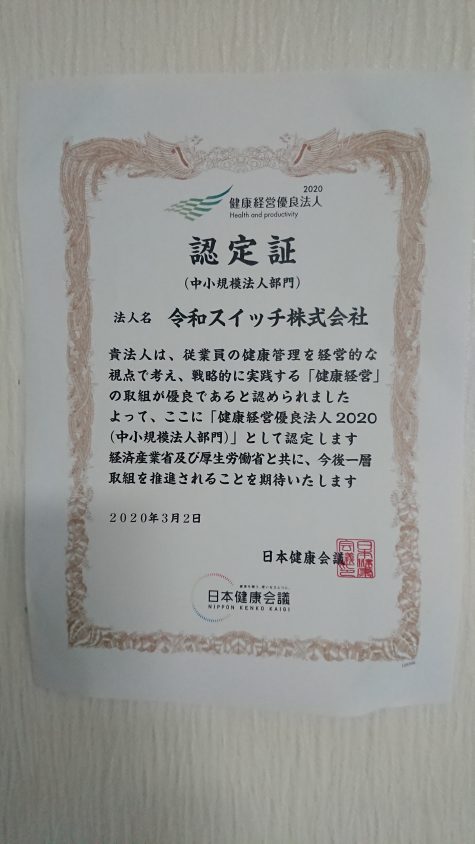 2020
健康経営優良法人
Health and productivity
認定証
(中小規模法人部門)
法人名 令和スイッチ株式会社
貴法人は、従業員の健康管理を経営的な
視点で考え、戦略的に実践する「健康経営」
の取組が優良であると認められました
よって、ここに「健康経営優良法人2020
(中小規模法人部門)」として認定します
経済産業省及び厚生労働省と共に、今後一層
取組を推進されることを期待いたします
2020年3月2日
日本健康会議
日本健康会議
NIPPON KENKO KAIGI